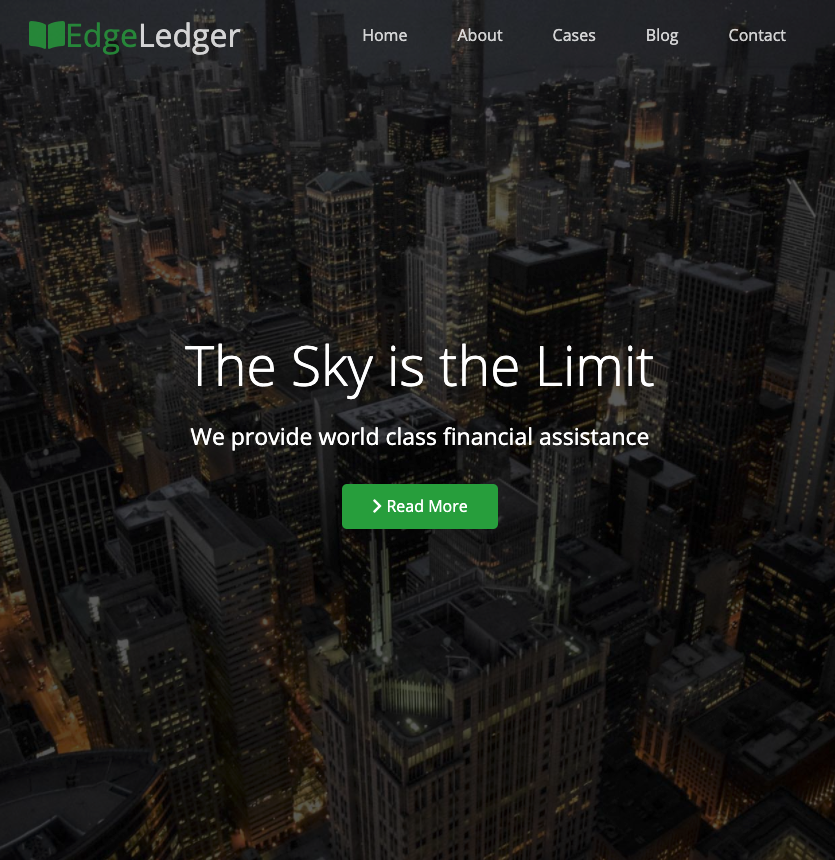 EdgeLedger
Home About Cases Blog Contact
The Sky is the Limit
We provide world class financial assistance
Read More